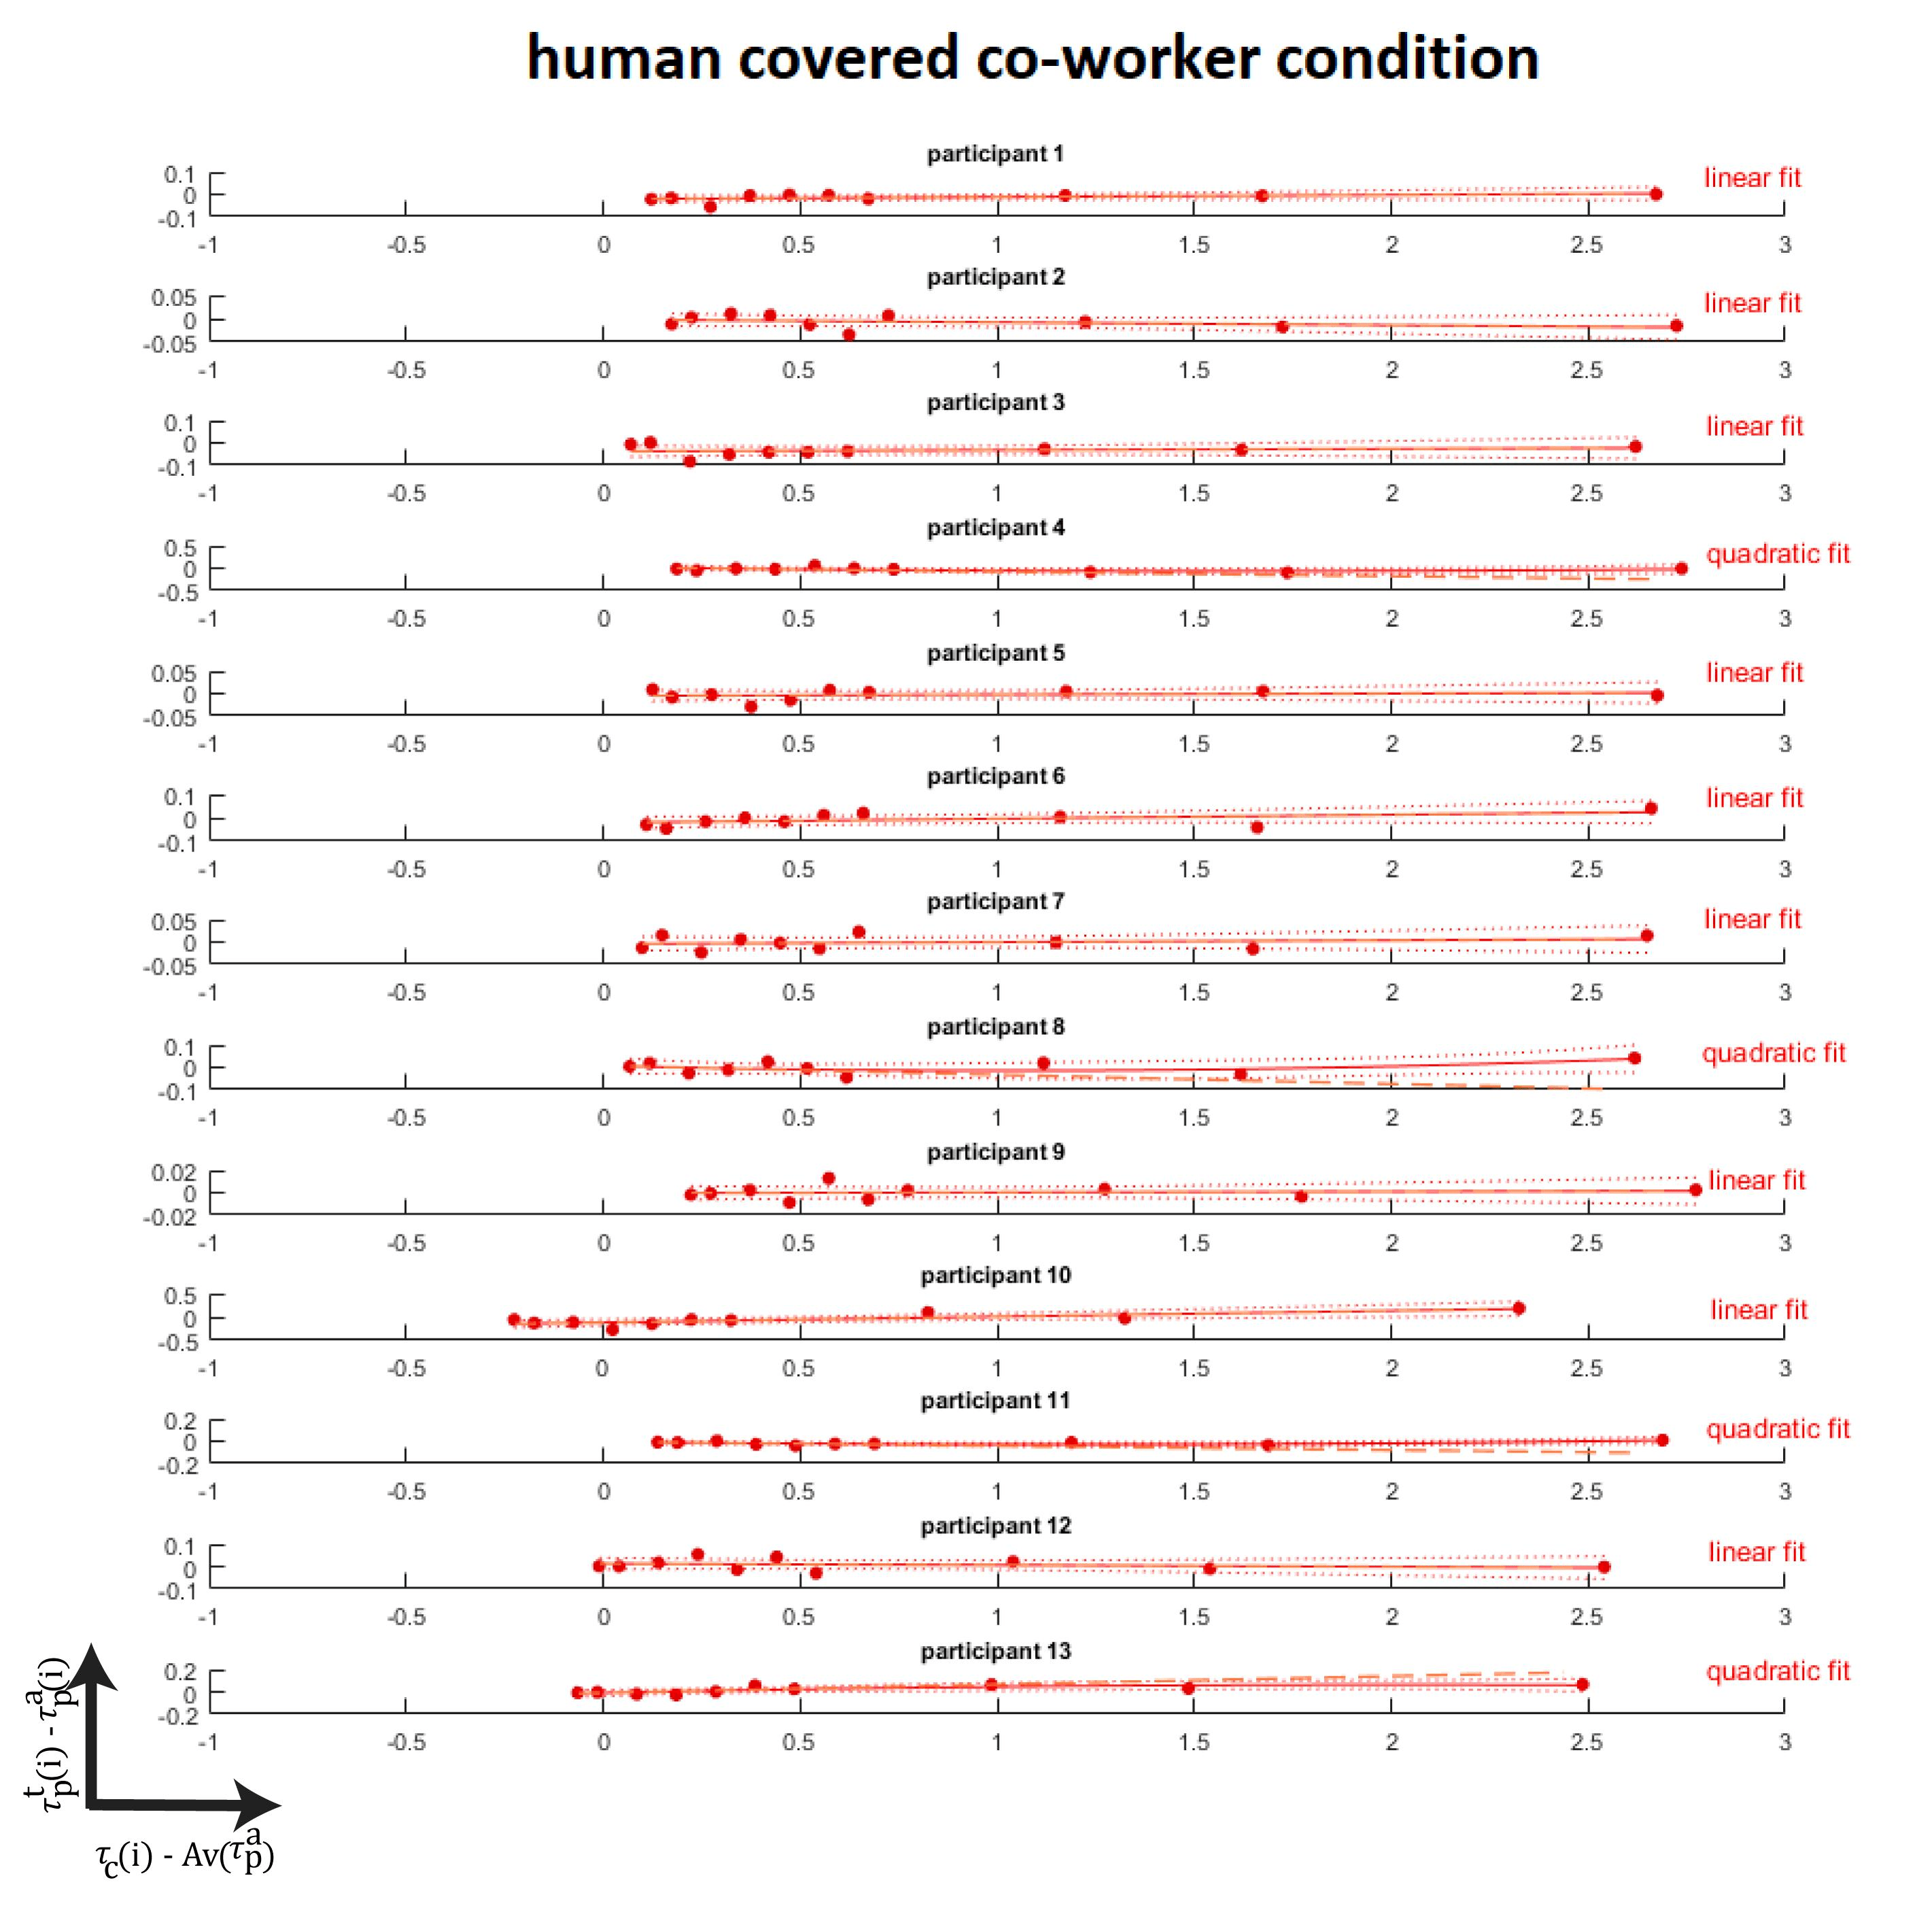 human covered co-worker condition
participant 1
linear fit
0.1
0
-0.1
-1 -0.5 0 0.5 1 1.5 2 2.5 3
participant 2
linear fit
0.05
0
-0.05
-1 -0.5 0 0.5 1 1.5 2 2.5 3
participant 3
linear fit
0.1
0
-0.1
-1 -0.5 0 0.5 1 1.5 2 2.5 3
participant 4
quadratic fit
0.5
0
-0.5
-1 -0.5 0 0.5 1 1.5 2 2.5 3
participant 5
linear fit
0.05
0
-0.05
-1 -0.5 0 0.5 1 1.5 2 2.5 3
participant 6
linear fit
0.1
0
-0.1
-1 -0.5 0 0.5 1 1.5 2 2.5 3
participant 7
linear fit
0.05
0
-0.05
-1 -0.5 0 0.5 1 1.5 2 2.5 3
participant 8
quadratic fit
0.1
0
-0.1
-1 -0.5 0 0.5 1 1.5 2 2.5 3
participant 9
linear fit
0.02
0
-0.02
-1 -0.5 0 0.5 1 1.5 2 2.5 3
participant 10
linear fit
0.5
0
-0.5
-1 -0.5 0 0.5 1 1.5 2 2.5 3
participant 11
quadratic fit
0.2
0
-0.2
-1 -0.5 0 0.5 1 1.5 2 2.5 3
participant 12
linear fit
0.1
0
-0.1
-1 -0.5 0 0.5 1 1.5 2 2.5 3
participant 13
quadratic fit
0.2
0
-0.2
-1 -0.5 0 0.5 1 1.5 2 2.5 3
τ_p^t(i) - τ_p^a(i)
τ_c(i) - Av(τ_p^a)